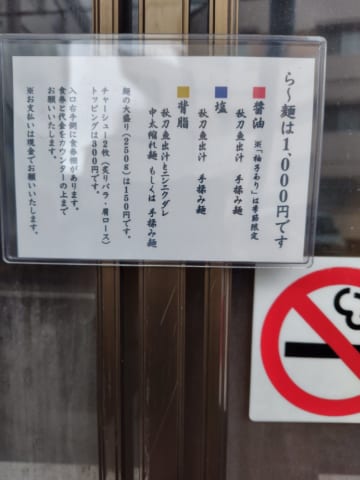 ら～麺は1,000円です
醤油 ※「柚子あり」は季節限定
秋刀魚出汁 手揉み麺
塩
秋刀魚出汁 手揉み麺
背脂
秋刀魚出汁とニンニクダレ
中太縮れ麺 もしくは 手揉み麺
麺の大盛り(250g)は150円です。
チャーシュー2枚(炙りバラ・肩ロース)
トッピングは300円です。
入口右手側に食券棚があります。
食券と代金をカウンターの上まで
お願いします。
※お支払いは現金でお願いいたします。